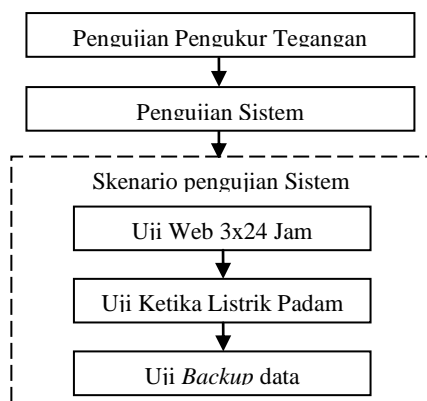 Pengujian Pengukur Tegangan
Pengujian Sistem
Skenario pengujian Sistem
Uji Web 3x24 Jam
Uji Ketika Listrik Padam
Uji Backup data